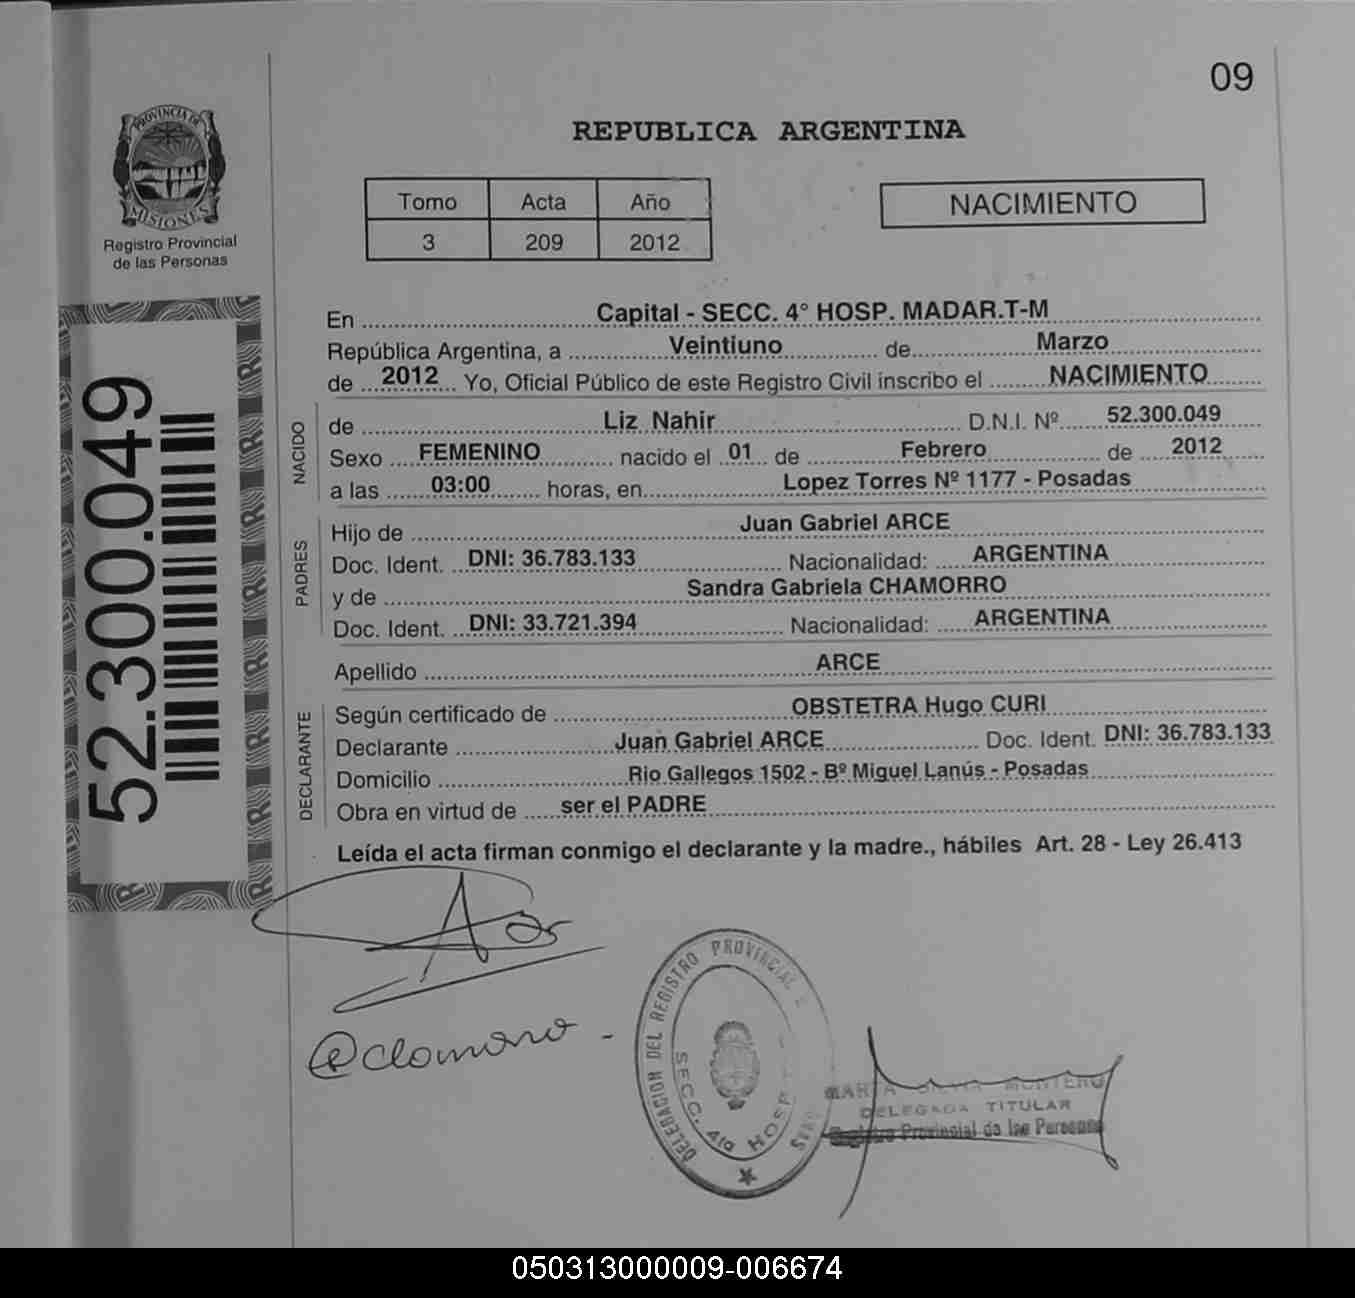 09
PROVINCIA DE
MISIONES
Registro Provincial
de las Personas
REPUBLICA ARGENTINA
Tomo Acta Año
3 209 2012
NACIMIENTO
52.300.049
En Capital - SECC. 4° HOSP. MADAR.T-M
República Argentina, a Veintiuno de Marzo
de 2012 Yo, Oficial Público de este Registro Civil inscribo el NACIMIENTO
NACIDO
de Liz Nahir D.N.I. Nº 52.300.049
Sexo FEMENINO nacido el 01 de Febrero de 2012
a las 03:00 horas, en Lopez Torres Nº 1177 - Posadas
PADRES
Hijo de Juan Gabriel ARCE
Doc. Ident. DNI: 36.783.133 Nacionalidad: ARGENTINA
y de Sandra Gabriela CHAMORRO
Doc. Ident. DNI: 33.721.394 Nacionalidad: ARGENTINA
Apellido ARCE
DECLARANTE
Según certificado de OBSTETRA Hugo CURI
Declarante Juan Gabriel ARCE Doc. Ident. DNI: 36.783.133
Domicilio Rio Gallegos 1502 - Bº Miguel Lanús - Posadas
Obra en virtud de ser el PADRE
Leída el acta firman conmigo el declarante y la madre., hábiles Art. 28 - Ley 26.413
DELEGACION DEL REGISTRO PROVINCIAL
SECC. 4ta HOSP
MONTERO
DELEGADA TITULAR
Registro Provincial de las Personas
050313000009-006674